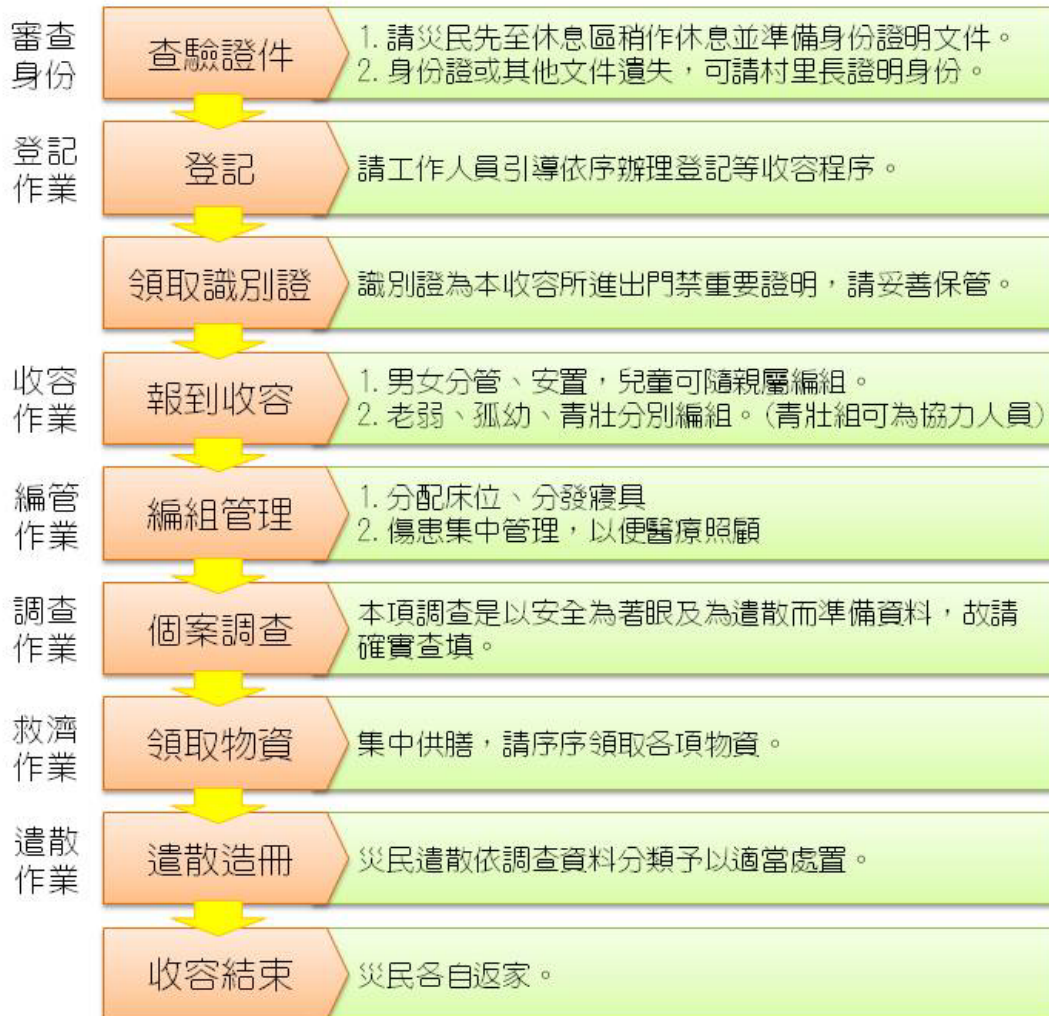 審查
身份
查驗證件
1. 請災民先至休息區稍作休息並準備身份證明文件。
2. 身份證或其他文件遺失，可請村里長證明身份。
登記
作業
登記
請工作人員引導依序辦理登記等收容程序。
領取識別證
識別證為本收容所進出門禁重要證明，請妥善保管。
收容
作業
報到收容
1. 男女分管、安置，兒童可隨親屬編組。
2. 老弱、孤幼、青壯分別編組。(青壯組可為協力人員)
編管
作業
編組管理
1. 分配床位、分發寢具
2. 傷患集中管理，以便醫療照顧
調查
作業
個案調查
本項調查是以安全為著眼及為遣散而準備資料，故請
確實查填。
救濟
作業
領取物資
集中供膳，請序序領取各項物資。
遣散
作業
遣散造冊
災民遣散依調查資料分類予以適當處置。
收容結束
災民各自返家。